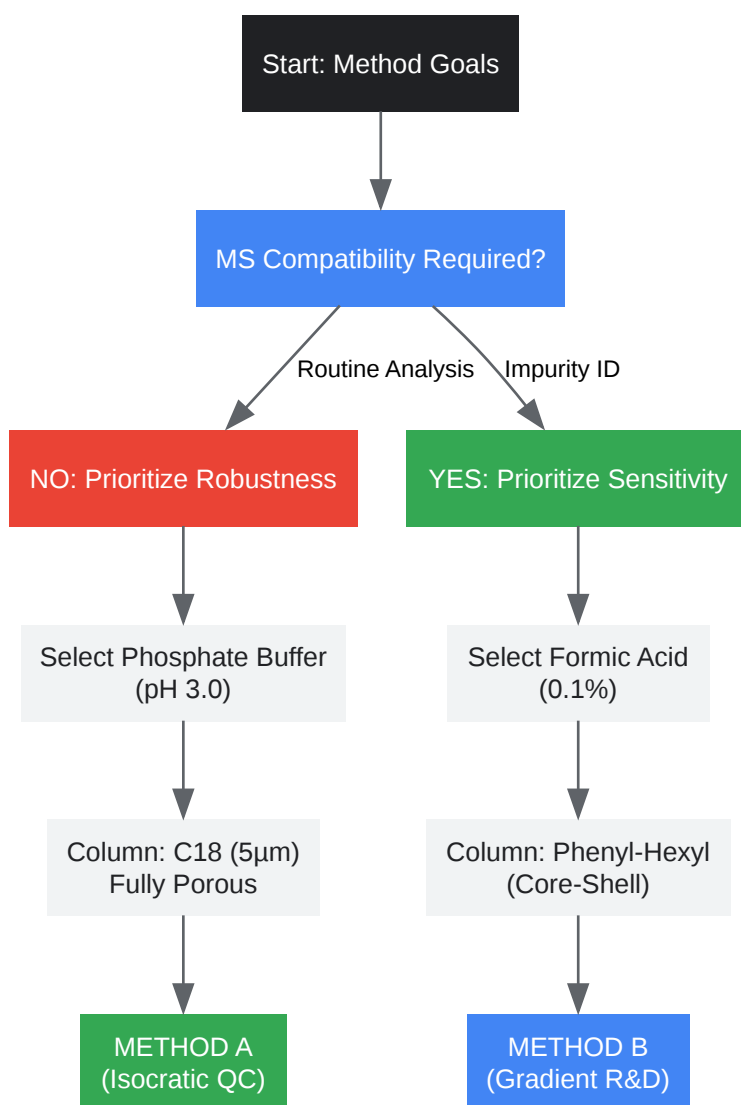 Start: Method Goals
MS Compatibility Required?
Routine Analysis
Impurity ID
NO: Prioritize Robustness
YES: Prioritize Sensitivity
Select Phosphate Buffer
(pH 3.0)
Select Formic Acid
(0.1%)
Column: C18 (5µm)
Fully Porous
Column: Phenyl-Hexyl
(Core-Shell)
METHOD A
(Isocratic QC)
METHOD B
(Gradient R&D)